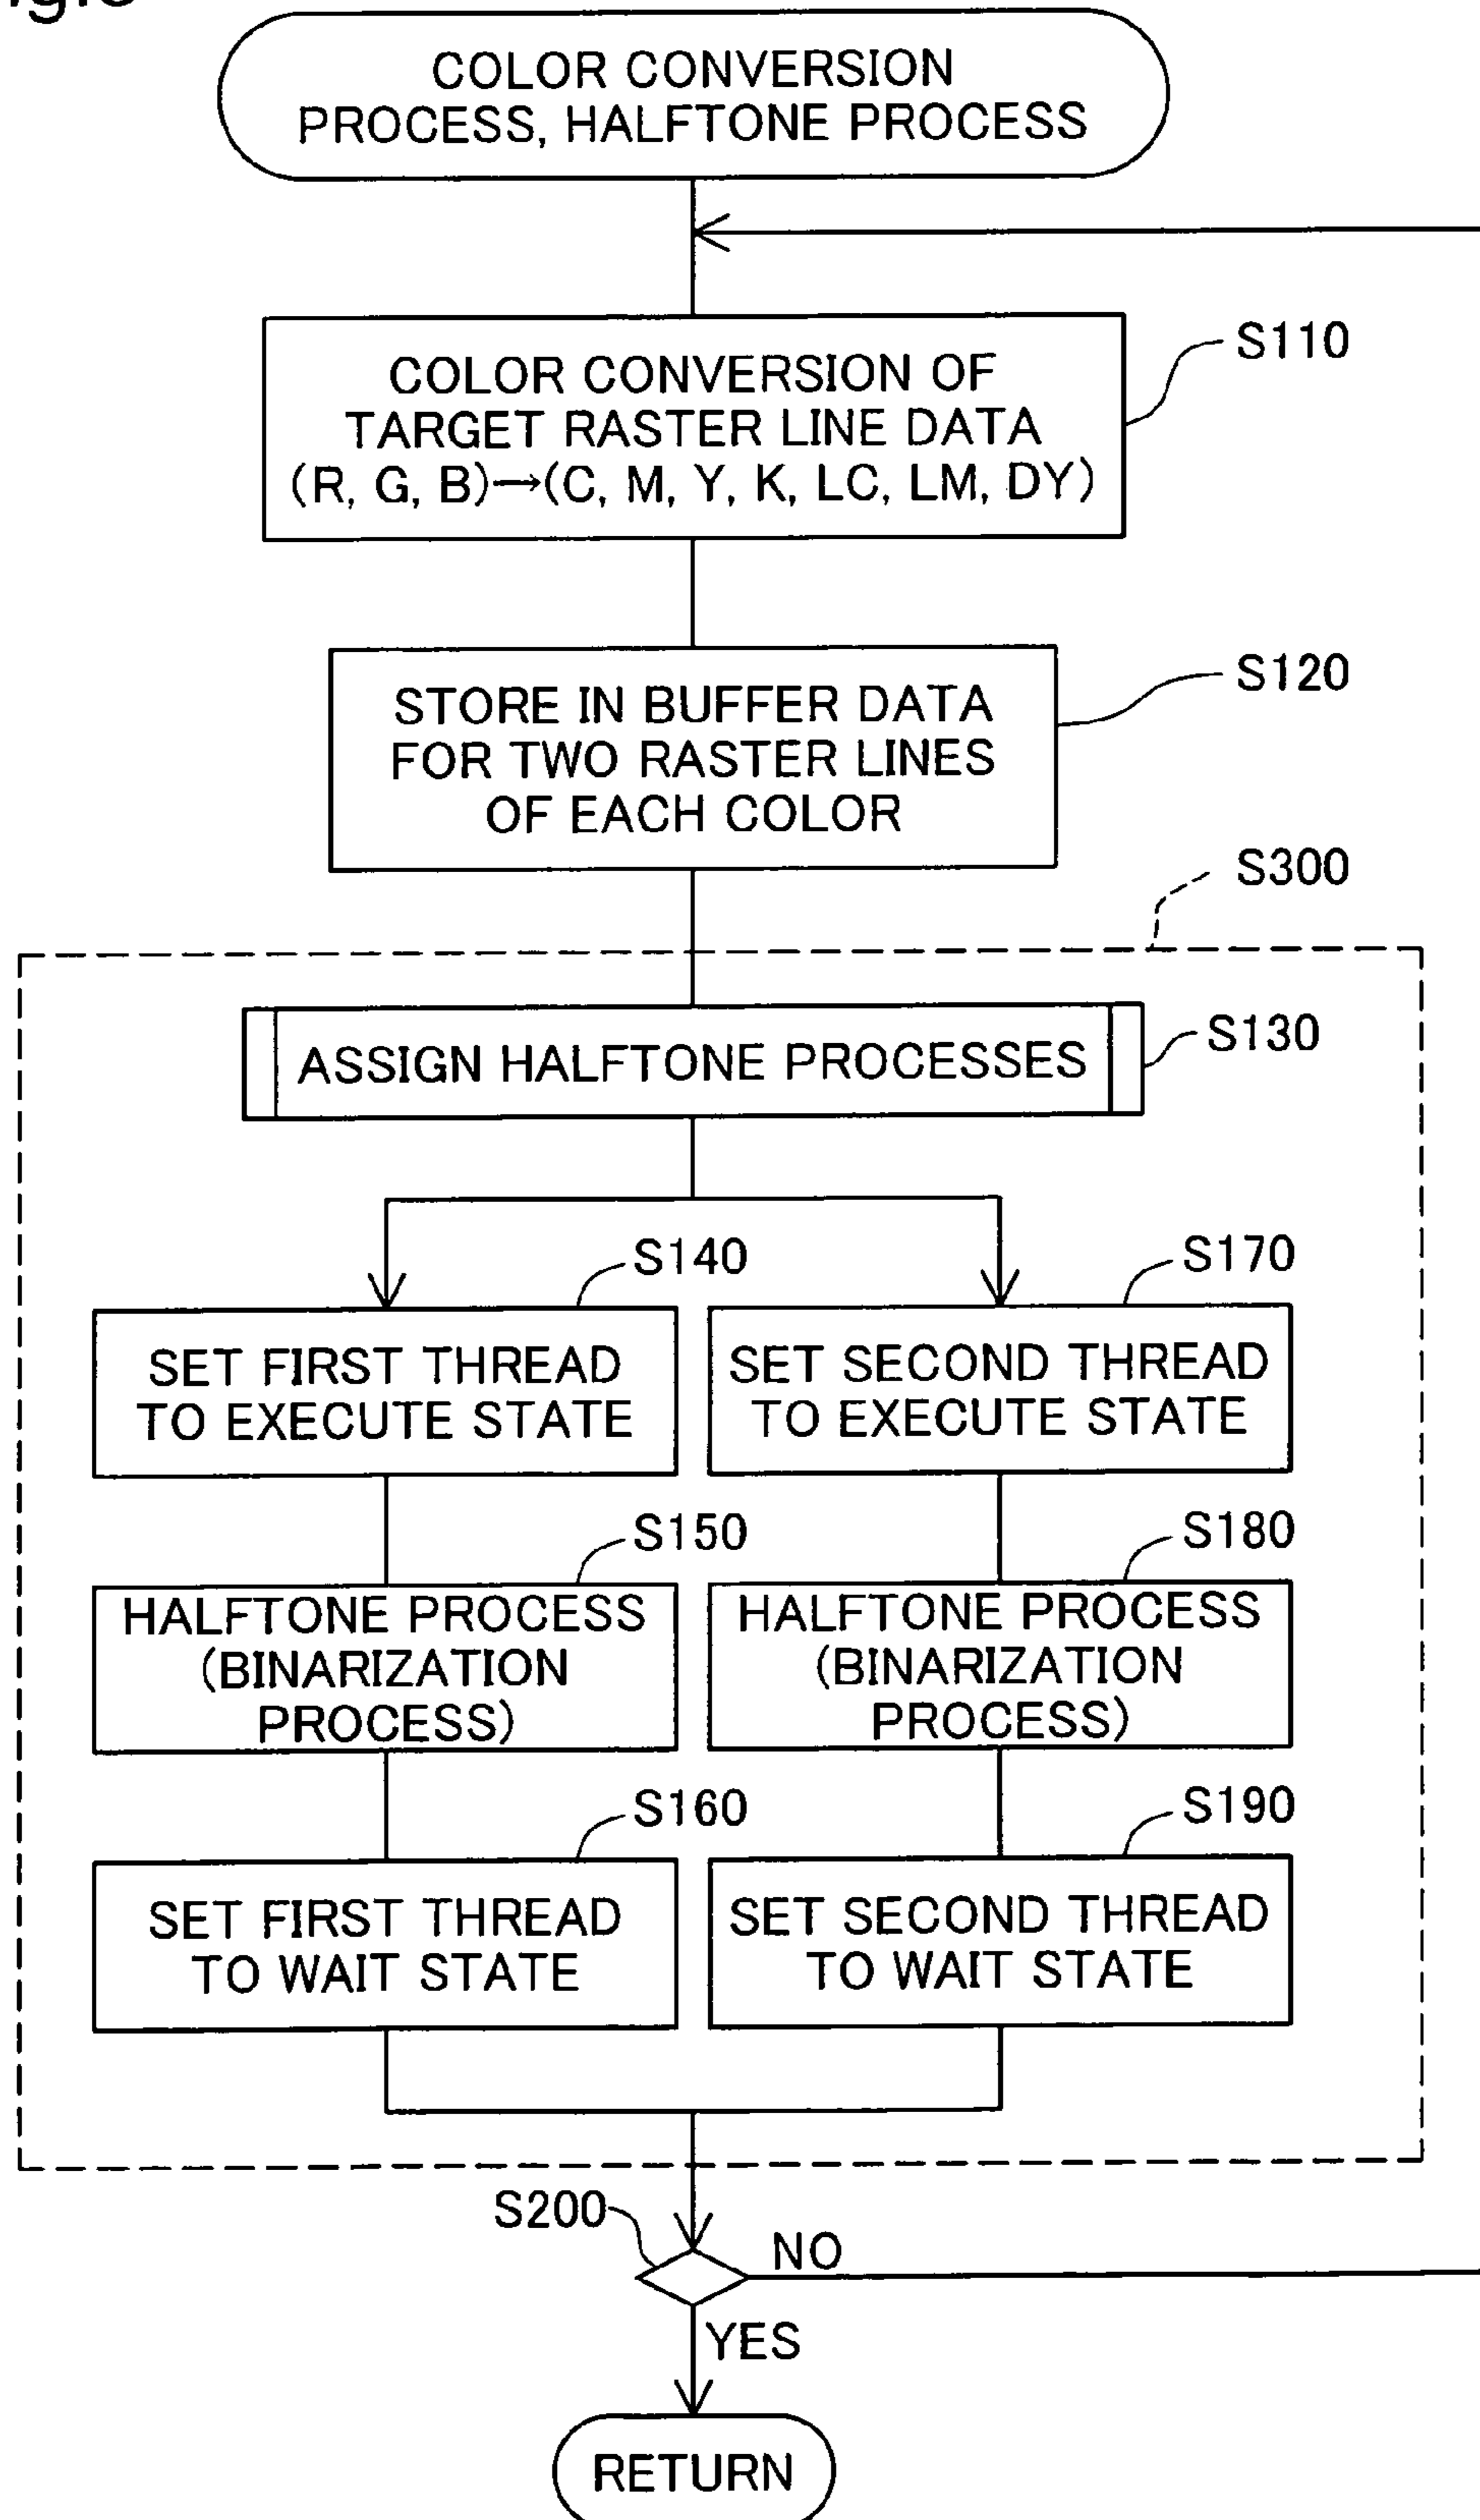 COLOR CONVERSION
PROCESS, HALFTONE PROCESS
S110
COLOR CONVERSION OF
TARGET RASTER LINE DATA
(R, G, B)→(C, M, Y, K, LC, LM, DY)
S120
STORE IN BUFFER DATA
FOR TWO RASTER LINES
OF EACH COLOR
S300
ASSIGN HALFTONE PROCESSES
S130
S140
SET FIRST THREAD
TO EXECUTE STATE
S170
SET SECOND THREAD
TO EXECUTE STATE
S150
HALFTONE PROCESS
(BINARIZATION
PROCESS)
S180
HALFTONE PROCESS
(BINARIZATION
PROCESS)
S160
SET FIRST THREAD
TO WAIT STATE
S190
SET SECOND THREAD
TO WAIT STATE
S200
NO
YES
RETURN